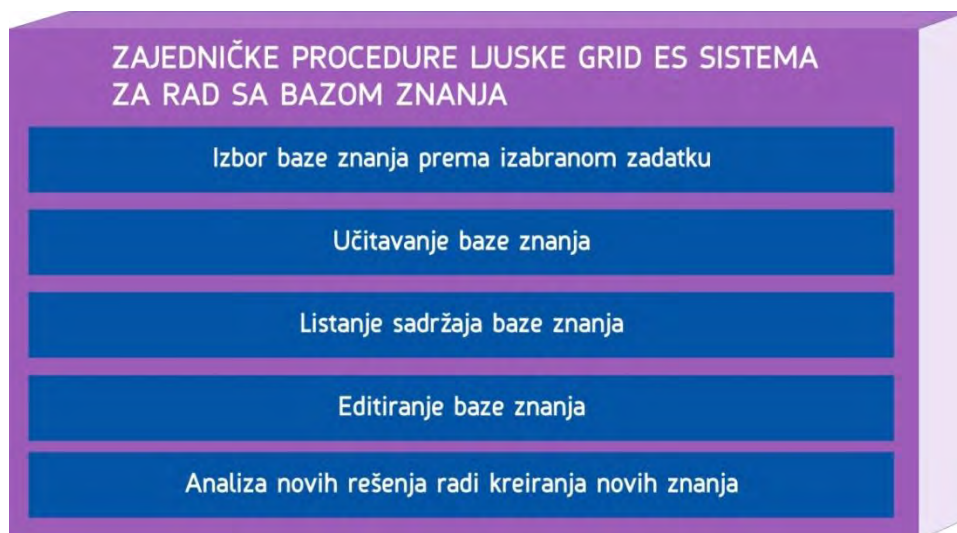 ZAJEDNIČKE PROCEDURE LJUSKE GRID ES SISTEMA
ZA RAD SA BAZOM ZNANJA
Izbor baze znanja prema izabranom zadatku
Učitavanje baze znanja
Listanje sadržaja baze znanja
Editiranje baze znanja
Analiza novih rešenja radi kreiranja novih znanja